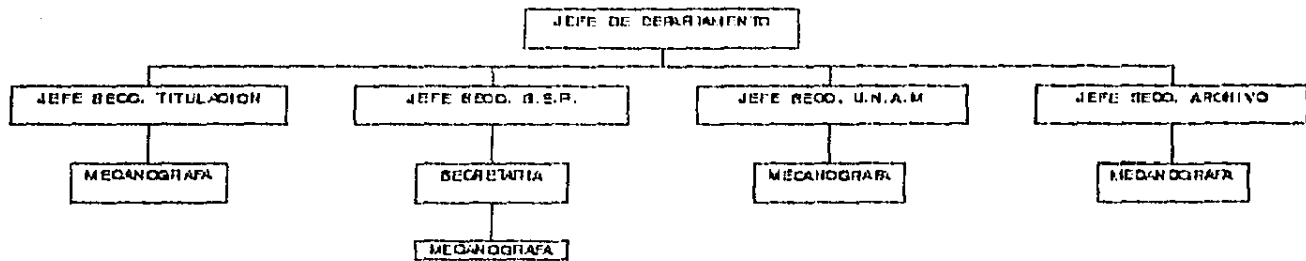 JEFE DE DEPARTAMENTO
JEFE SECC. TITULACION
JEFE SECC. S.E.P.
JEFE SECC. U.N.A.M
JEFE SECC. ARCHIVO
MECANOGRAFA
SECRETARIA
MECANOGRAFA
MECANOGRAFA
MECANOGRAFA